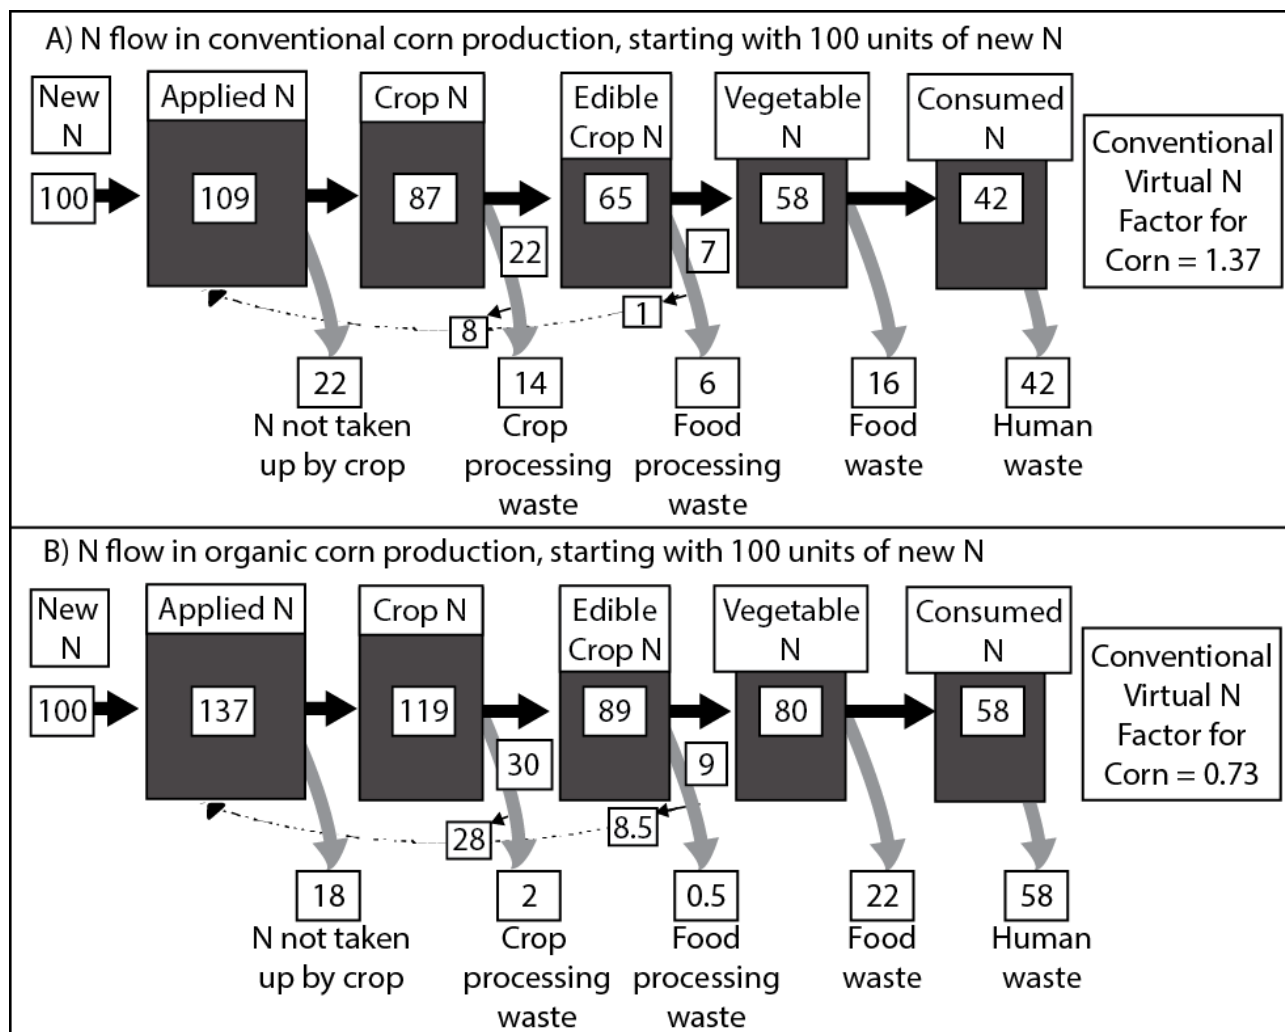 A) N flow in conventional corn production, starting with 100 units of new N
New
N
Applied N
Crop N
Edible
Crop N
Vegetable
N
Consumed
N
100
109
87
65
58
42
Conventional
Virtual N
Factor for
Corn = 1.37
22
7
8
1
22
14
6
16
42
N not taken
up by crop
Crop
processing
waste
Food
processing
waste
Food
waste
Human
waste
B) N flow in organic corn production, starting with 100 units of new N
New
N
Applied N
Crop N
Edible
Crop N
Vegetable
N
Consumed
N
100
137
119
89
80
58
Conventional
Virtual N
Factor for
Corn = 0.73
30
9
28
8.5
18
2
0.5
22
58
N not taken
up by crop
Crop
processing
waste
Food
processing
waste
Food
waste
Human
waste